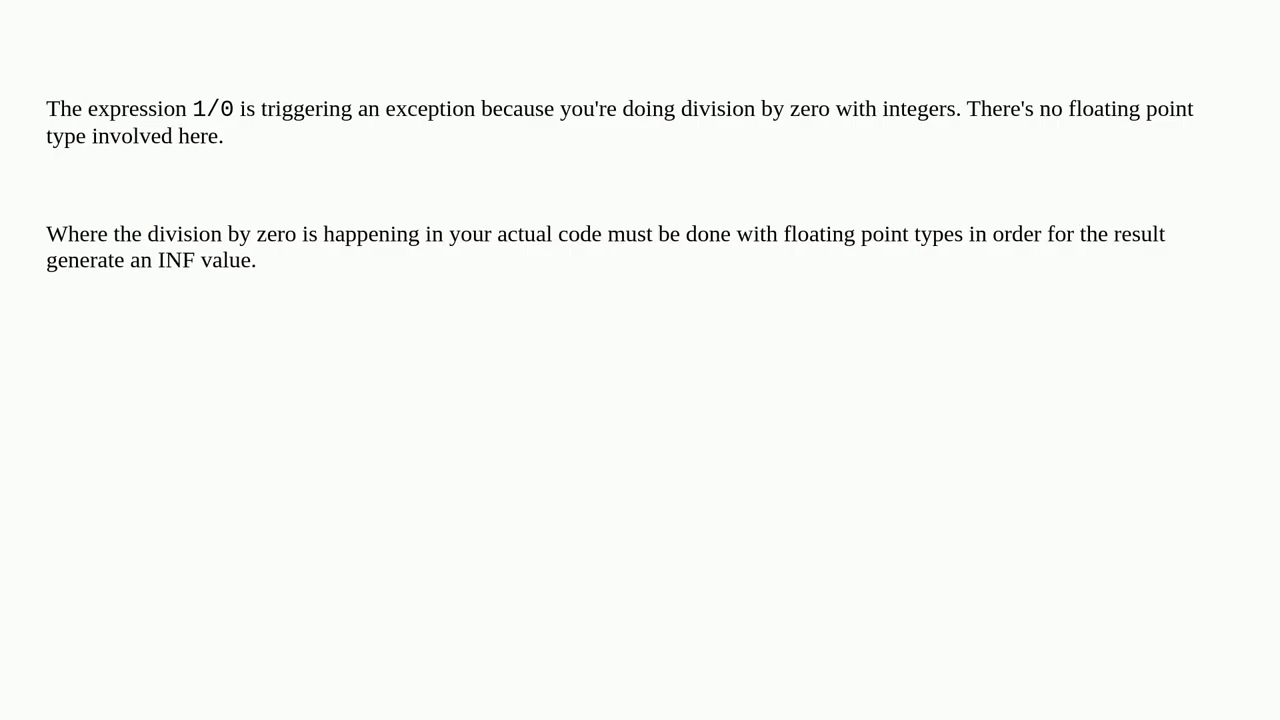 The expression 1/0 is triggering an exception because you're doing division by zero with integers. There's no floating point
type involved here.
Where the division by zero is happening in your actual code must be done with floating point types in order for the result
generate an INF value.